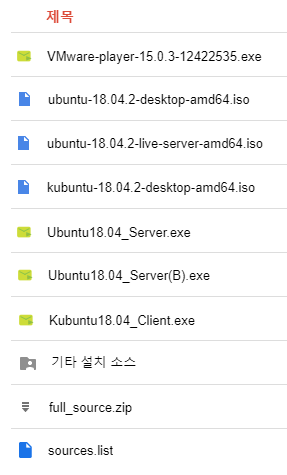 제목
VMware-player-15.0.3-12422535.exe
ubuntu-18.04.2-desktop-amd64.iso
ubuntu-18.04.2-live-server-amd64.iso
kubuntu-18.04.2-desktop-amd64.iso
Ubuntu18.04_Server.exe
Ubuntu18.04_Server(B).exe
Kubuntu18.04_Client.exe
기타 설치 소스
full_source.zip
sources.list